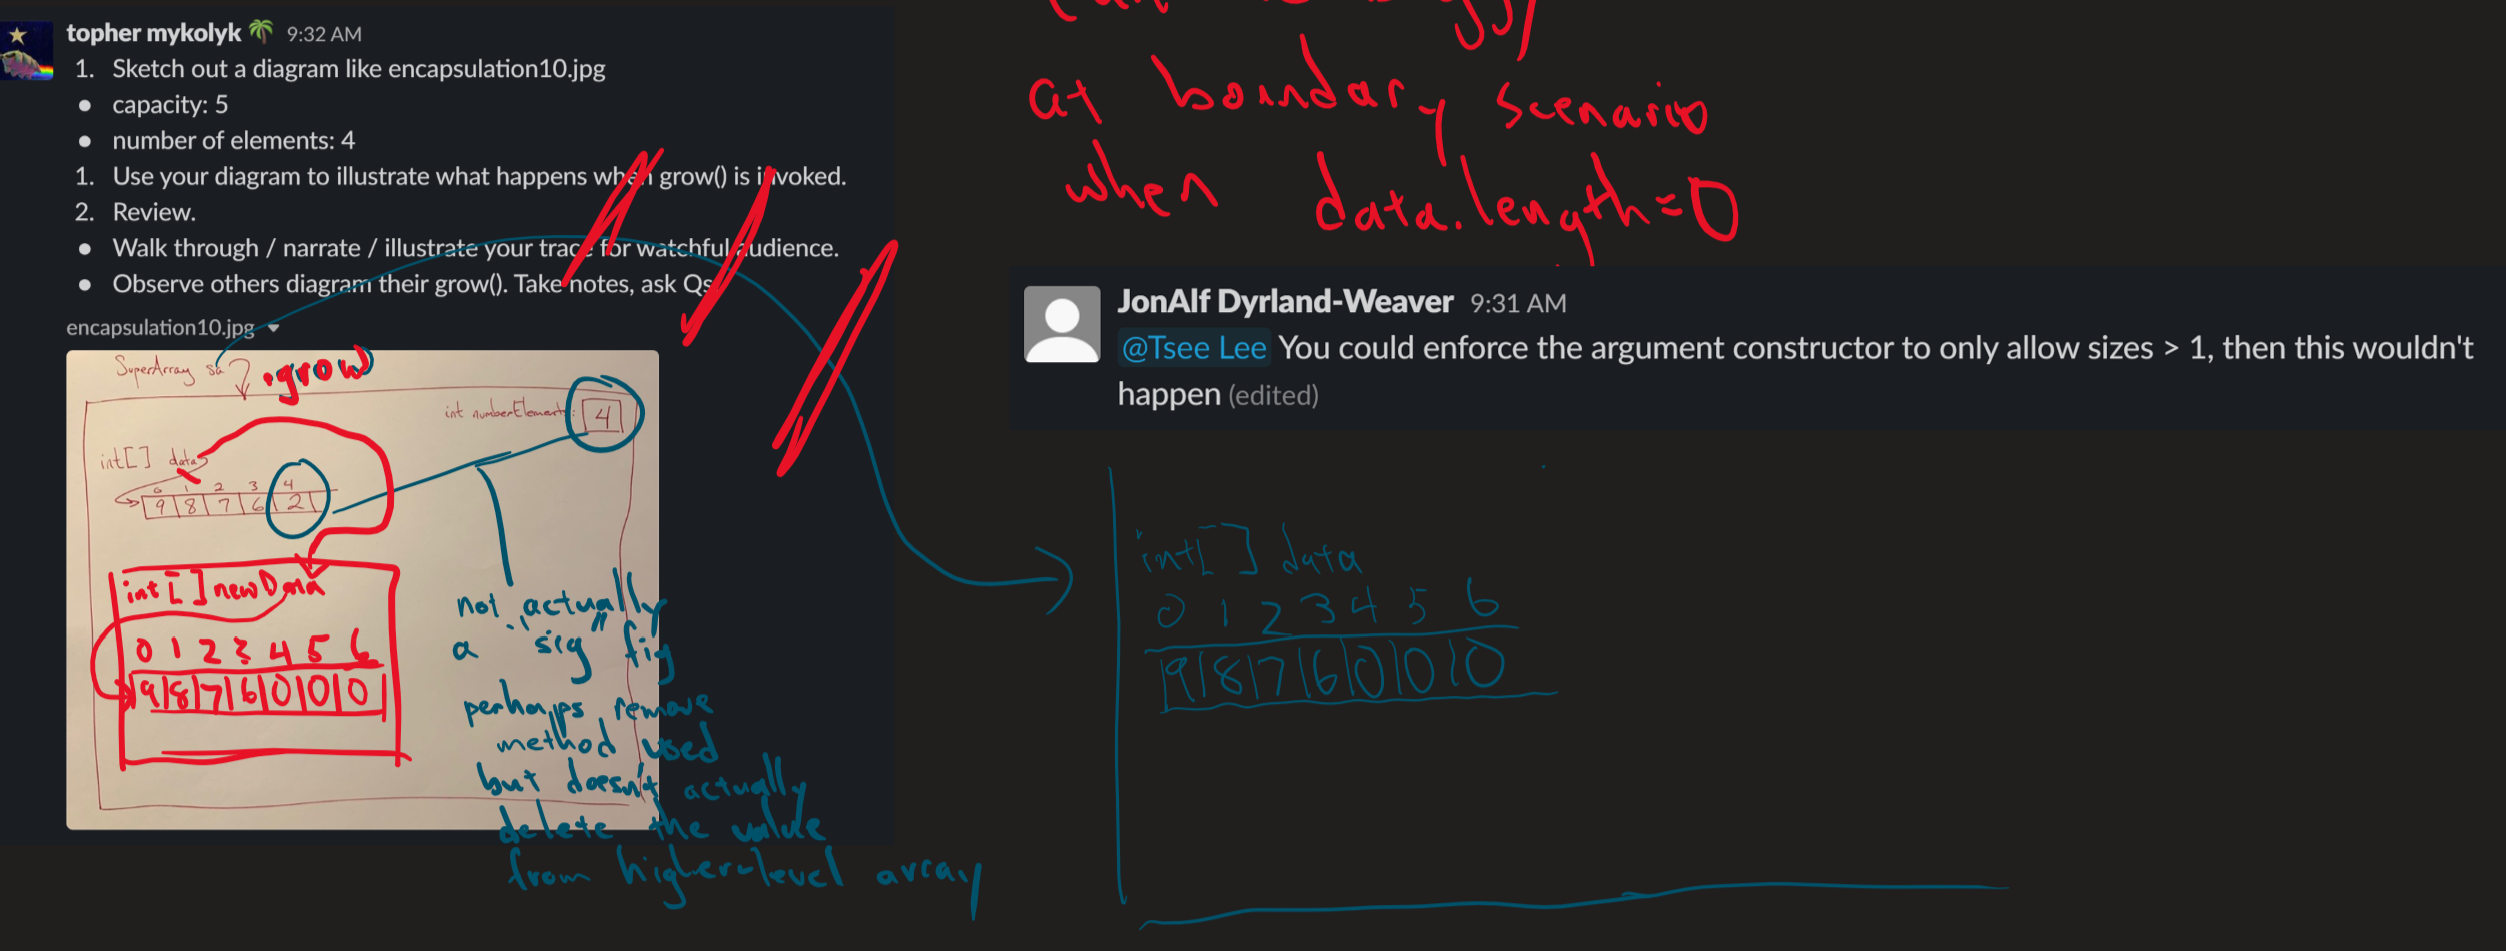 topher mykolyk 🌴 9:32 AM
1. Sketch out a diagram like encapsulation10.jpg
• capacity: 5
• number of elements: 4
1. Use your diagram to illustrate what happens when grow() is invoked.
2. Review.
• Walk through / narrate / illustrate your trace for watchful audience.
• Observe others diagram their grow(). Take notes, ask Qs
encapsulation10.jpg
SuperArray sa .grow
int numberElements: 4
int[] data
0 1 2 3 4
9 8 7 6 2
int[] newData
0 1 2 3 4 5 6
9 8 7 6 0 0 0
not "actually"
a sig fig
perhaps remove
method used
but doesn't actually
delete the value
from higher-level array
at boundary scenario
when data.length = 0
JonAlf Dyrland-Weaver 9:31 AM
@Tsee Lee You could enforce the argument constructor to only allow sizes > 1, then this wouldn't
happen (edited)
int[] data
0 1 2 3 4 5 6
9 8 7 6 0 0 0